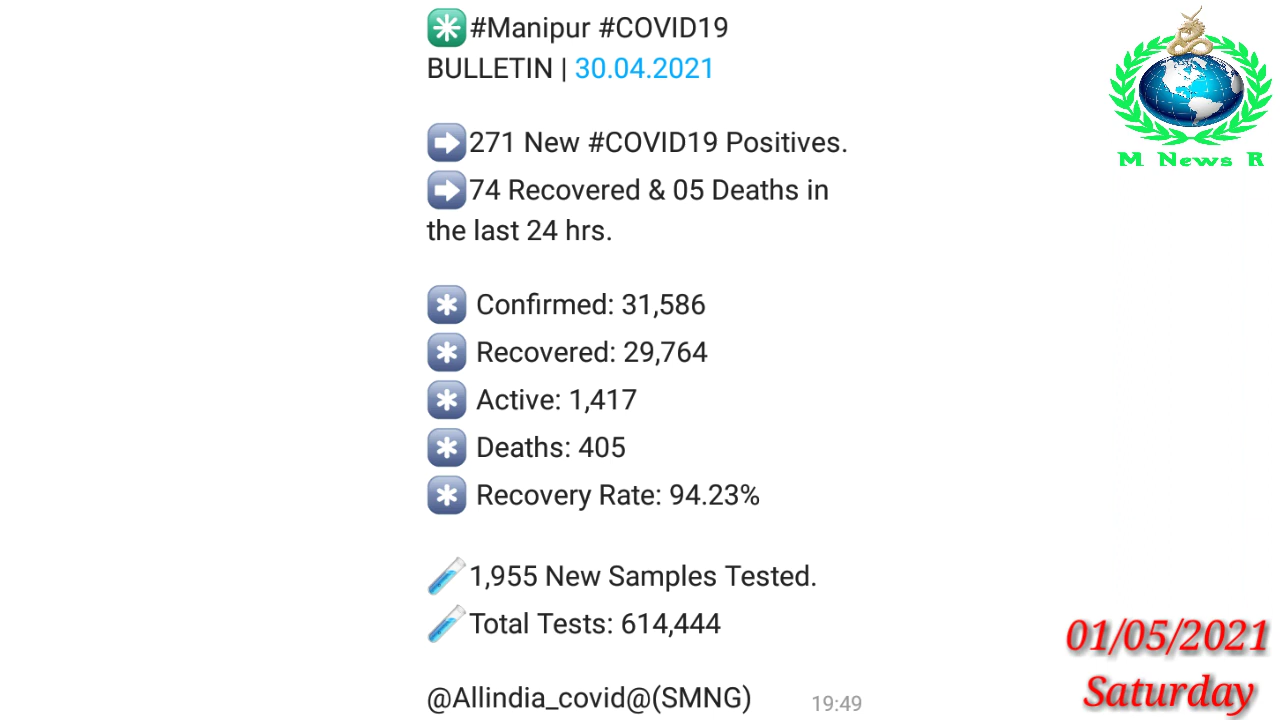 #Manipur #COVID19
BULLETIN | 30.04.2021
271 New #COVID19 Positives.
74 Recovered & 05 Deaths in
the last 24 hrs.
Confirmed: 31,586
Recovered: 29,764
Active: 1,417
Deaths: 405
Recovery Rate: 94.23%
1,955 New Samples Tested.
Total Tests: 614,444
@Allindia_covid@(SMNG) 19:49
M News R
01/05/2021
Saturday